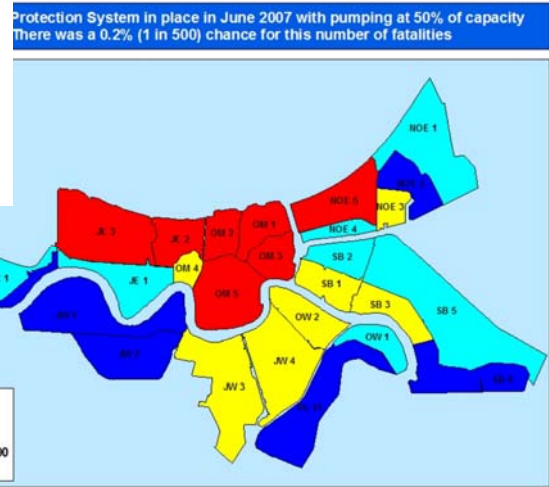 Protection System in place in June 2007 with pumping at 50% of capacity
There was a 0.2% (1 in 500) chance for this number of fatalities
NOE 1
NOE 5
NOE 3
NOE 4
JE 3
JE 2
OM 2
OM 1
OM 3
OM 4
OM 5
SB 2
SB 1
SB 3
SB 5
JE 1
OW 2
OW 1
JW 4
JW 3